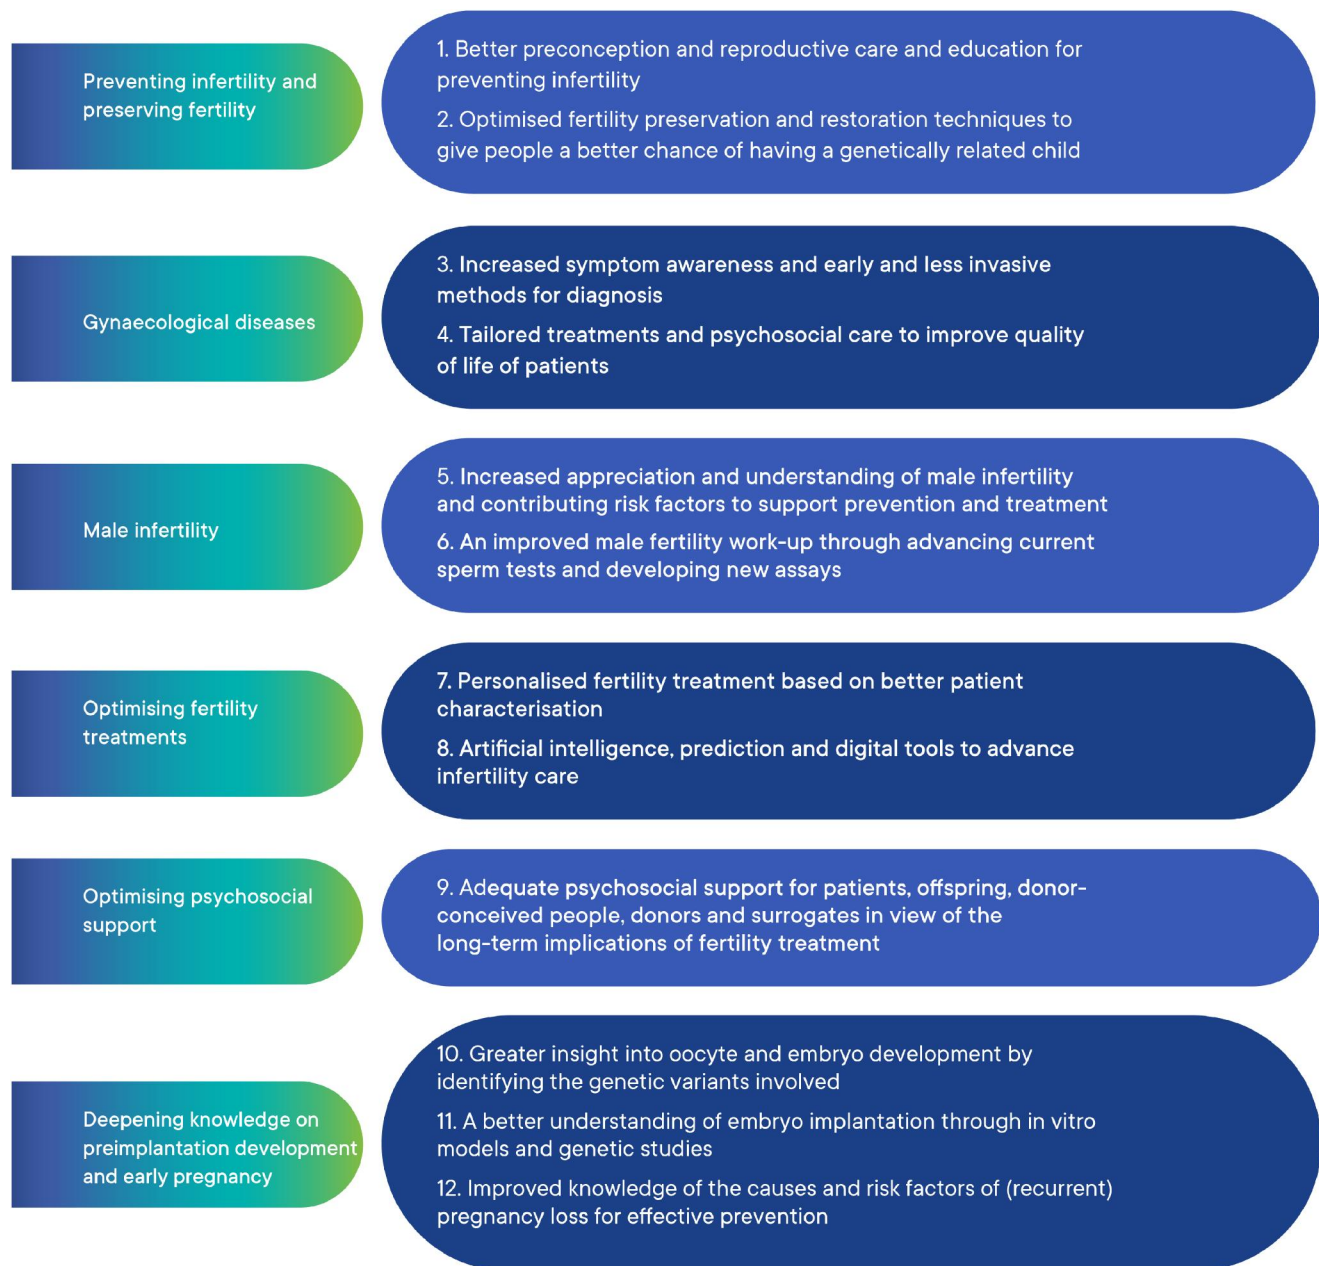 Preventing infertility and
preserving fertility
1. Better preconception and reproductive care and education for
preventing infertility
2. Optimised fertility preservation and restoration techniques to
give people a better chance of having a genetically related child
Gynaecological diseases
3. Increased symptom awareness and early and less invasive
methods for diagnosis
4. Tailored treatments and psychosocial care to improve quality
of life of patients
Male infertility
5. Increased appreciation and understanding of male infertility
and contributing risk factors to support prevention and treatment
6. An improved male fertility work-up through advancing current
sperm tests and developing new assays
Optimising fertility
treatments
7. Personalised fertility treatment based on better patient
characterisation
8. Artificial intelligence, prediction and digital tools to advance
infertility care
Optimising psychosocial
support
9. Adequate psychosocial support for patients, offspring, donor-
conceived people, donors and surrogates in view of the
long-term implications of fertility treatment
Deepening knowledge on
preimplantation development
and early pregnancy
10. Greater insight into oocyte and embryo development by
identifying the genetic variants involved
11. A better understanding of embryo implantation through in vitro
models and genetic studies
12. Improved knowledge of the causes and risk factors of (recurrent)
pregnancy loss for effective prevention